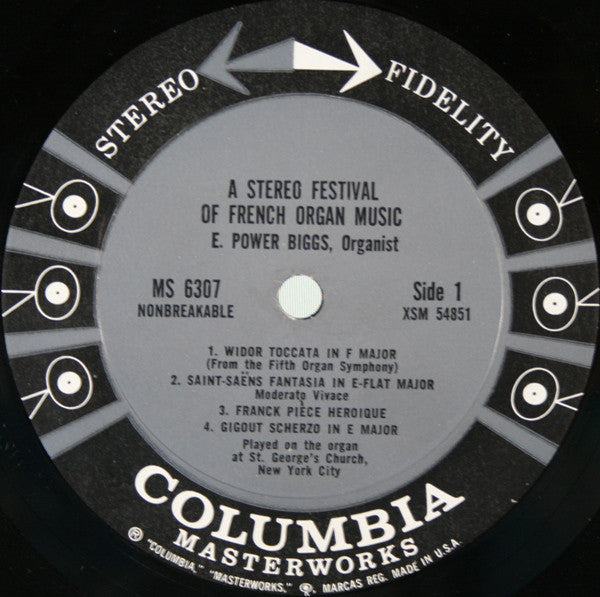 STEREO FIDELITY
A STEREO FESTIVAL
OF FRENCH ORGAN MUSIC
E. POWER BIGGS, Organist
MS 6307
NONBREAKABLE
Side 1
XSM 54851
1. WIDOR TOCCATA IN F MAJOR
(From the Fifth Organ Symphony)
2. SAINT-SAËNS FANTASIA IN E-FLAT MAJOR
Moderato Vivace
3. FRANCK PIÈCE HEROIQUE
4. GIGOUT SCHERZO IN E MAJOR
Played on the organ
at St. George's Church,
New York City
COLUMBIA
MASTERWORKS
® "COLUMBIA," "MASTERWORKS," MARCAS REG. MADE IN U.S.A.